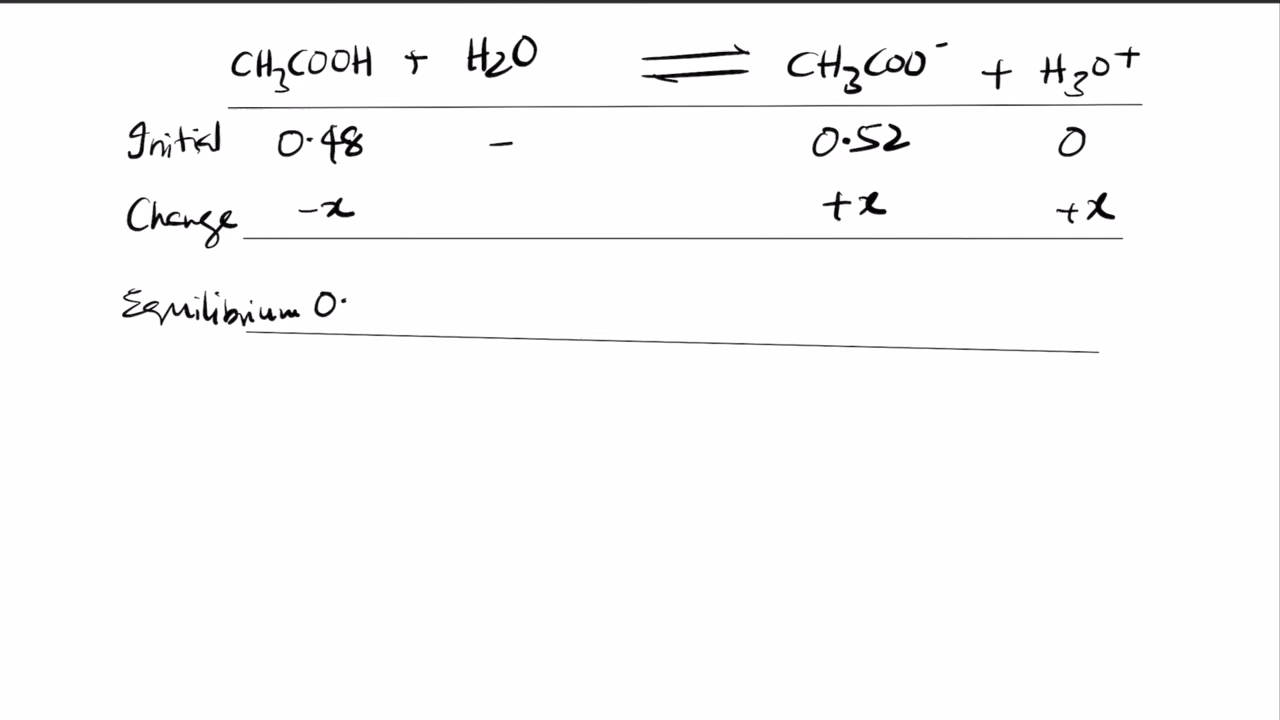 CH3COOH + H2O ⇌ CH3COO⁻ + H3O+
Initial 0.48 - 0.52 0
Change -x +x +x
Equilibrium 0.